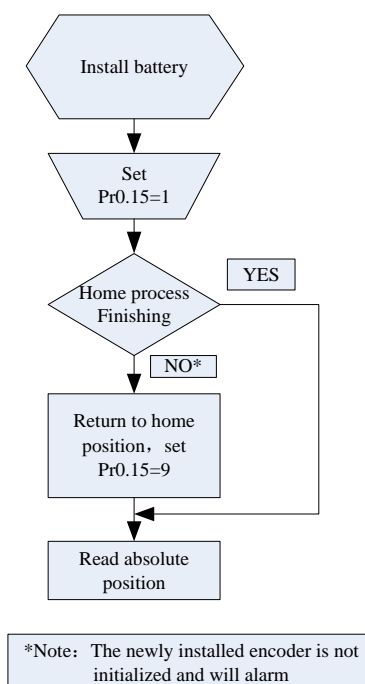 Install battery
Set
Pr0.15=1
Home process
Finishing
YES
NO*
Return to home
position，set
Pr0.15=9
Read absolute
position
*Note：The newly installed encoder is not
initialized and will alarm